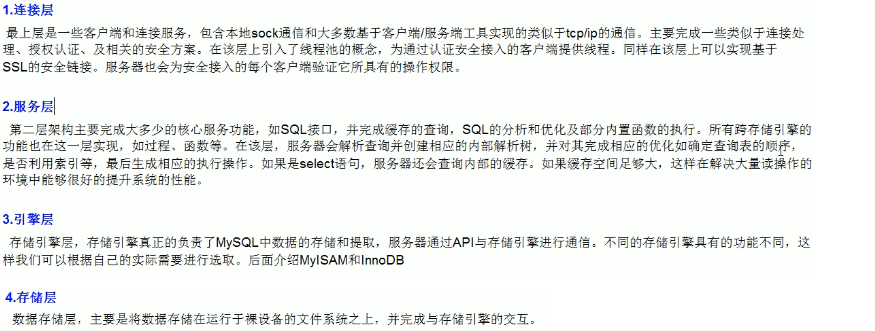 1.连接层
最上层是一些客户端和连接服务，包含本地sock通信和大多数基于客户端/服务端工具实现的类似于tcp/ip的通信。主要完成一些类似于连接处
理、授权认证、及相关的安全方案。在该层上引入了线程池的概念，为通过认证安全接入的客户端提供线程。同样在该层上可以实现基于
SSL的安全链接。服务器也会为安全接入的每个客户端验证它所具有的操作权限。
2.服务层
第二层架构主要完成大多少的核心服务功能，如SQL接口，并完成缓存的查询，SQL的分析和优化及部分内置函数的执行。所有跨存储引擎的
功能也在这一层实现，如过程、函数等。在该层，服务器会解析查询并创建相应的内部解析树，并对其完成相应的优化如确定查询表的顺序，
是否利用索引等，最后生成相应的执行操作。如果是select语句，服务器还会查询内部的缓存。如果缓存空间足够大，这样在解决大量读操作的
环境中能够很好的提升系统的性能。
3.引擎层
存储引擎层，存储引擎真正的负责了MySQL中数据的存储和提取，服务器通过API与存储引擎进行通信。不同的存储引擎具有的功能不同，这
样我们可以根据自己的实际需要进行选取。后面介绍MyISAM和InnoDB
4.存储层
数据存储层，主要是将数据存储在运行于裸设备的文件系统之上，并完成与存储引擎的交互。